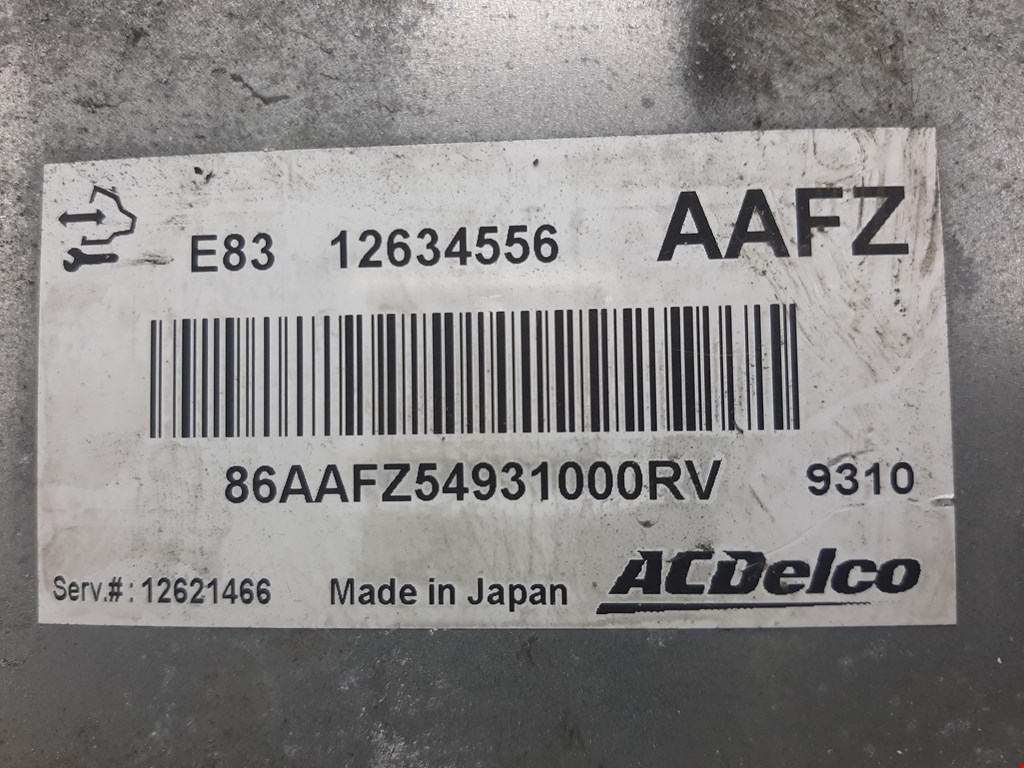 E83 12634556 AAFZ
86AAFZ54931000RV 9310
Serv.#: 12621466 Made in Japan ACDelco